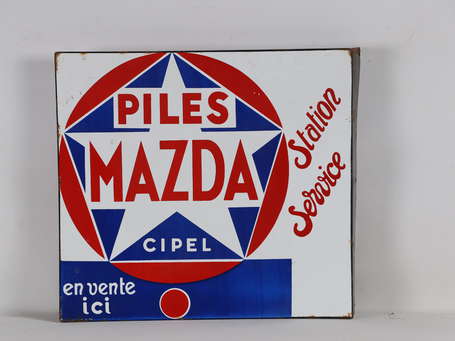 PILES
MAZDA
CIPEL
Station
Service
en vente
ici